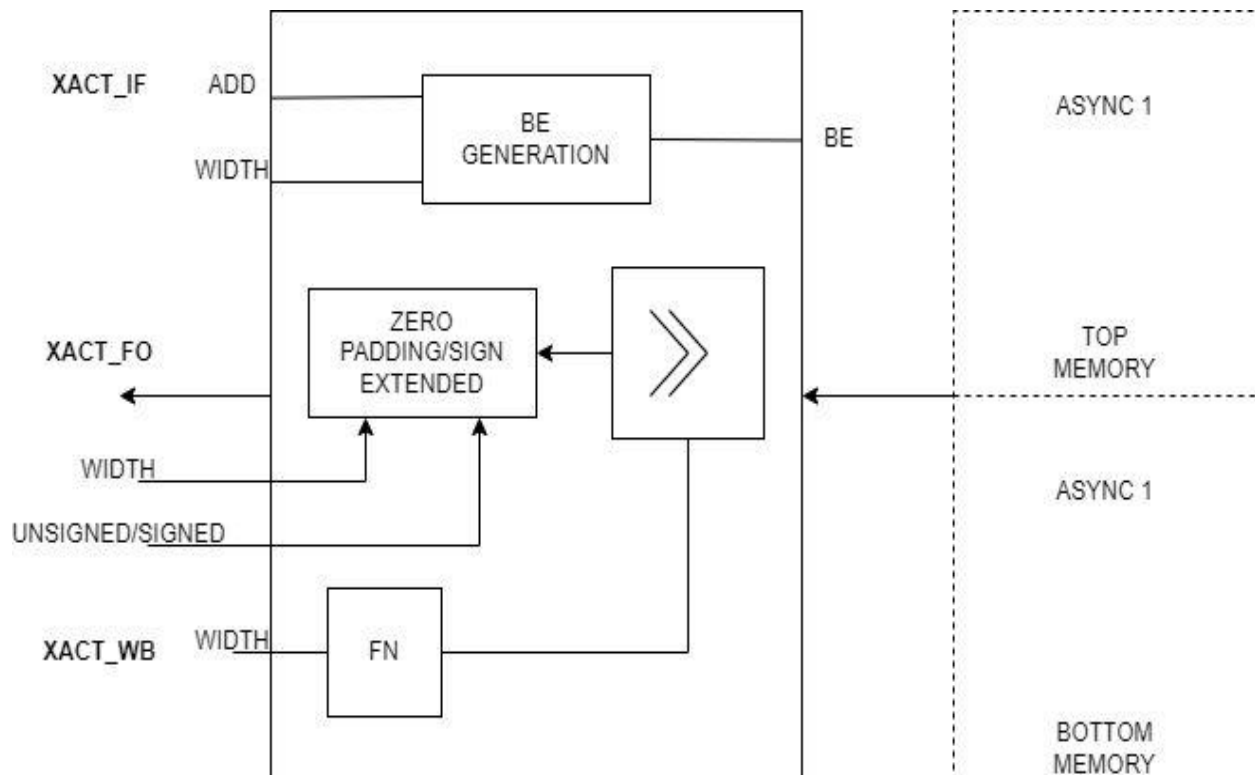 XACT_IF
ADD
WIDTH
BE
GENERATION
BE
ASYNC 1
TOP
MEMORY
XACT_FO
ZERO
PADDING/SIGN
EXTENDED
WIDTH
UNSIGNED/SIGNED
ASYNC 1
XACT_WB
WIDTH
FN
BOTTOM
MEMORY